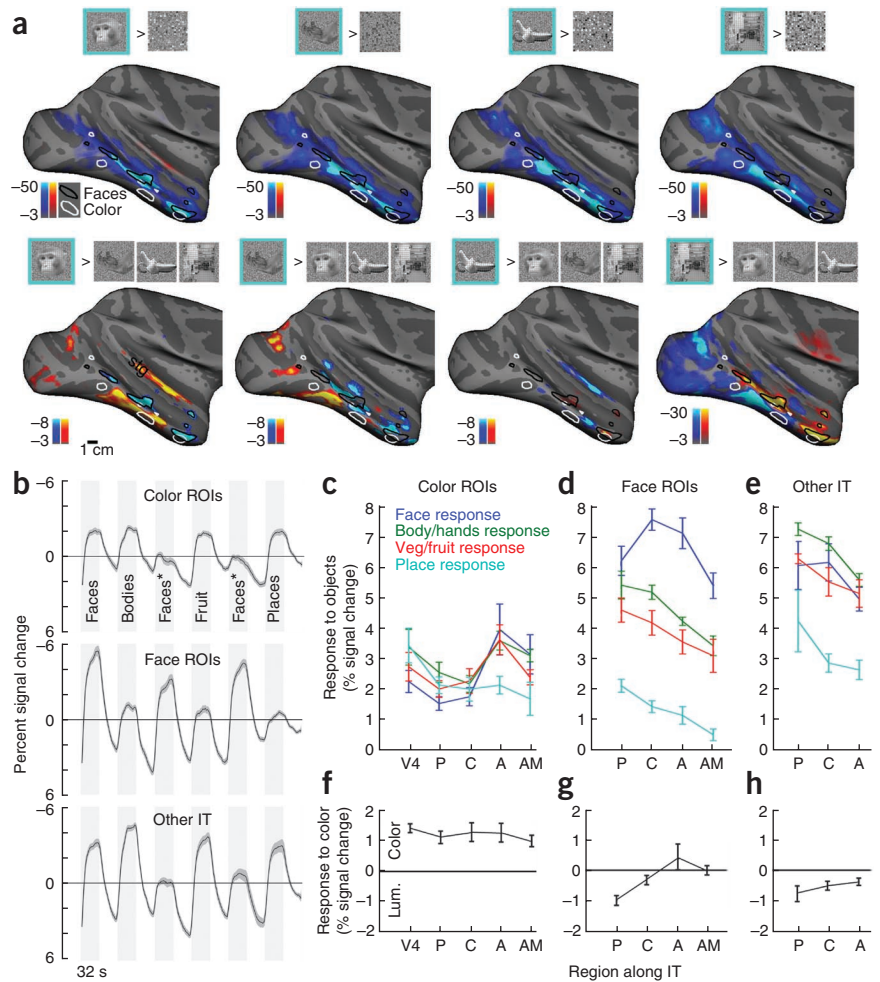 a
> > > >
–50
–3
Faces
Color
–50
–3
–50
–3
–50
–3
> > > >
stg
–8
–3
1 cm
–8
–3
–8
–3
–30
–3
b
Percent signal change
–6
0
6
Color ROIs
Faces
Bodies
Faces*
Fruit
Faces*
Places
–6
0
6
Face ROIs
–6
0
6
Other IT
32 s
c
Color ROIs
Response to objects
(% signal change)
8
7
6
5
4
3
2
1
0
Face response
Body/hands response
Veg/fruit response
Place response
V4 P C A AM
d
Face ROIs
8
7
6
5
4
3
2
1
0
P C A AM
e
Other IT
8
7
6
5
4
3
2
1
0
P C A
f
Response to color
(% signal change)
2
1
0
–1
–2
Color
Lum.
V4 P C A AM
g
2
1
0
–1
–2
P C A AM
h
2
1
0
–1
–2
P C A
Region along IT